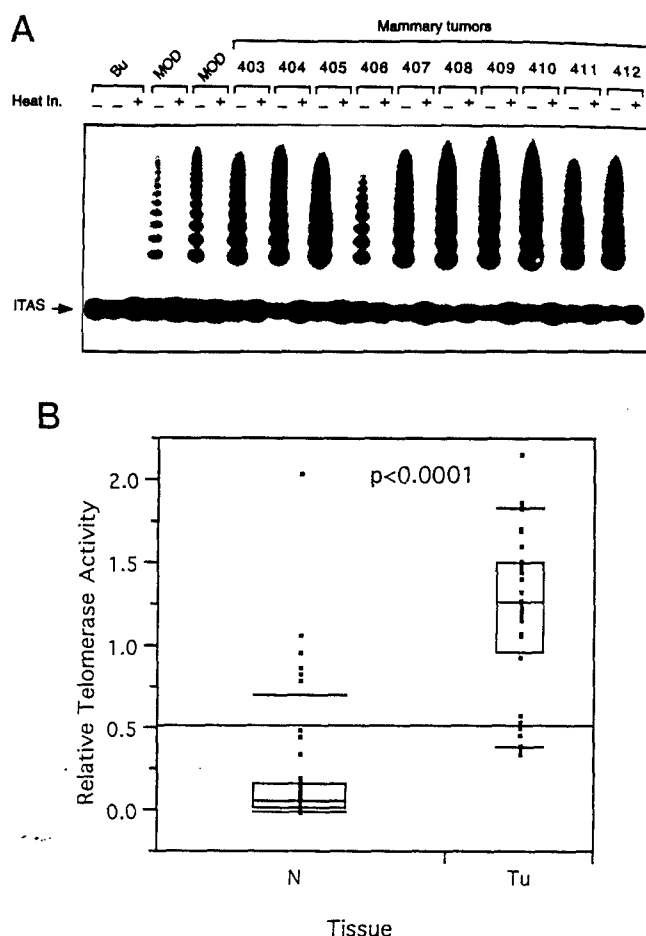 A
Mammary tumors
Bu MOD MOD 403 404 405 406 407 408 409 410 411 412
Heat In. – – + – + – + – + – + – + – + – + – + – + – + – + – +
ITAS
B
p<0.0001
2.0
1.5
1.0
0.5
0.0
Relative Telomerase Activity
N Tu
Tissue